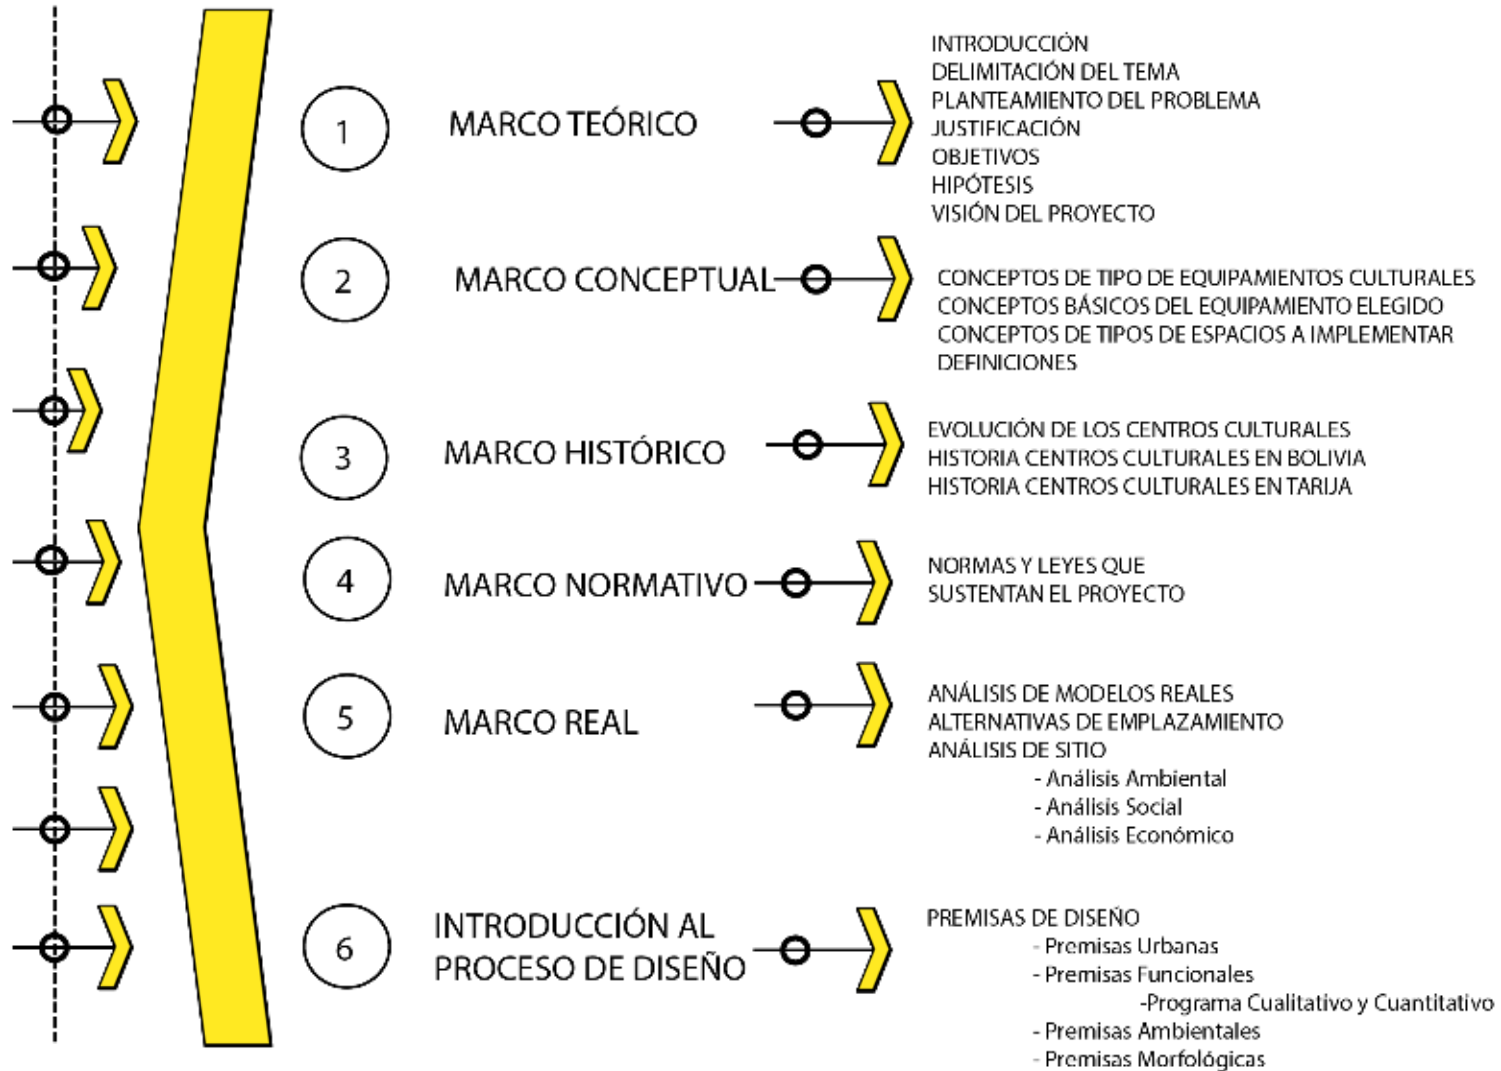 1
MARCO TEÓRICO
INTRODUCCIÓN
DELIMITACIÓN DEL TEMA
PLANTEAMIENTO DEL PROBLEMA
JUSTIFICACIÓN
OBJETIVOS
HIPÓTESIS
VISIÓN DEL PROYECTO
2
MARCO CONCEPTUAL
CONCEPTOS DE TIPO DE EQUIPAMIENTOS CULTURALES
CONCEPTOS BÁSICOS DEL EQUIPAMIENTO ELEGIDO
CONCEPTOS DE TIPOS DE ESPACIOS A IMPLEMENTAR
DEFINICIONES
3
MARCO HISTÓRICO
EVOLUCIÓN DE LOS CENTROS CULTURALES
HISTORIA CENTROS CULTURALES EN BOLIVIA
HISTORIA CENTROS CULTURALES EN TARIJA
4
MARCO NORMATIVO
NORMAS Y LEYES QUE
SUSTENTAN EL PROYECTO
5
MARCO REAL
ANÁLISIS DE MODELOS REALES
ALTERNATIVAS DE EMPLAZAMIENTO
ANÁLISIS DE SITIO
- Análisis Ambiental
- Análisis Social
- Análisis Económico
6
INTRODUCCIÓN AL
PROCESO DE DISEÑO
PREMISAS DE DISEÑO
- Premisas Urbanas
- Premisas Funcionales
-Programa Cualitativo y Cuantitativo
- Premisas Ambientales
- Premisas Morfológicas